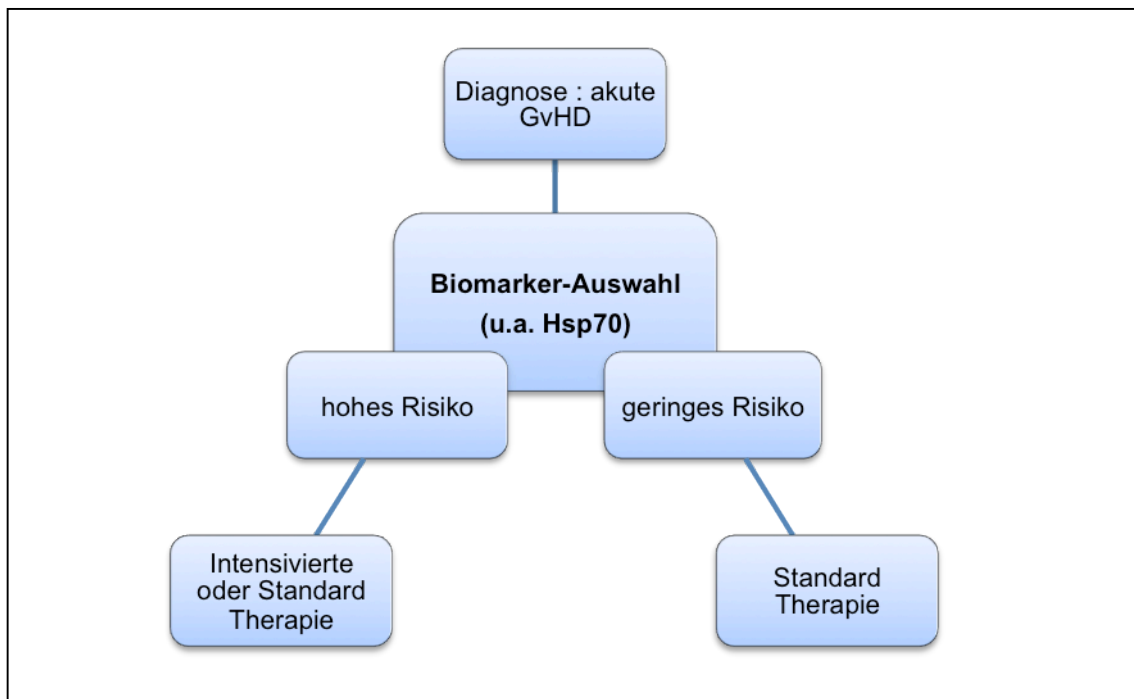 Diagnose : akute
GvHD
Biomarker-Auswahl
(u.a. Hsp70)
hohes Risiko
geringes Risiko
Intensivierte
oder Standard
Therapie
Standard
Therapie